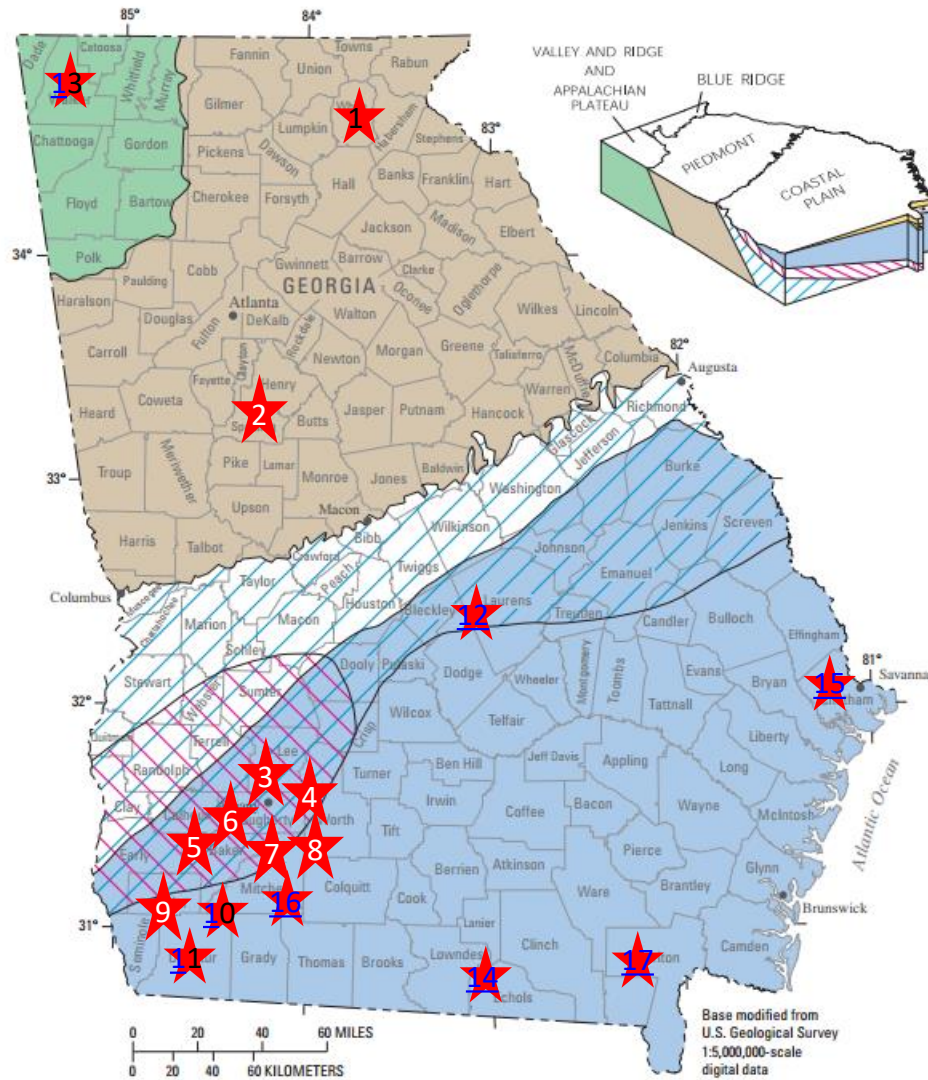 85°
84°
83°
VALLEY AND RIDGE
AND
APPALACHIAN
PLATEAU
BLUE RIDGE
PIEDMONT
COASTAL
PLAIN
Dade
Catoosa
Whitfield
Murray
Fannin
Union
Towns
Rabun
13
1
Gilmer
Lumpkin
Habersham
Stephens
Chattooga
Gordon
Pickens
Dawson
Hall
Banks
Franklin
Hart
Floyd
Bartow
Cherokee
Forsyth
Jackson
Madison
Elbert
34°
Polk
Cobb
Gwinnett
Barrow
Clarke
Paulding
GEORGIA
Oconee
Oglethorpe
Haralson
Atlanta
DeKalb
Walton
Wilkes
Lincoln
Douglas
Fulton
Rockdale
Carroll
Clayton
Newton
Morgan
Greene
Taliaferro
McDuffie
Columbia
82°
Augusta
Fayette
Henry
Warren
Heard
Coweta
2
Butts
Jasper
Putnam
Hancock
Richmond
Glascock
Jefferson
Troup
Meriwether
Pike
Lamar
Monroe
Jones
Baldwin
33°
Washington
Burke
Upson
Macon
Wilkinson
Harris
Talbot
Bibb
Crawford
Jenkins
Screven
Johnson
Columbus
Taylor
Peach
Twiggs
Emanuel
Muscogee
Chattahochee
Houston
Bleckley
Laurens
12
Marion
Macon
Treutlen
Candler
Bulloch
Effingham
Schley
Stewart
Dooly
Pulaski
Dodge
Montgomery
Evans
81°
Savanna
Webster
Sumter
Wheeler
Toombs
Bryan
15
32°
Crisp
Wilcox
Telfair
Tattnall
Quitman
Terrell
Lee
Liberty
Randolph
3
Turner
Ben Hill
Jeff Davis
Appling
Long
Clay
4
Irwin
Coffee
Bacon
Wayne
McIntosh
6
Worth
Tift
Early
5
Baker
7
8
Pierce
Atlantic Ocean
Berrien
Atkinson
Glynn
Mitchell
Colquitt
Ware
Brantley
9
10
16
Cook
Brunswick
31°
Lanier
Seminole
11
Grady
Thomas
Brooks
Lowndes
Clinch
17
Camden
14
Echols
Base modified from
U.S. Geological Survey
1:5,000,000-scale
digital data
0 20 40 60 MILES
0 20 40 60 KILOMETERS